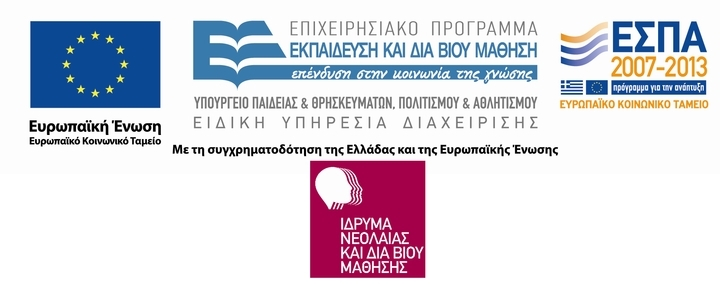 Ευρωπαϊκή Ένωση
Ευρωπαϊκό Κοινωνικό Ταμείο
ΕΠΙΧΕΙΡΗΣΙΑΚΟ ΠΡΟΓΡΑΜΜΑ
ΕΚΠΑΙΔΕΥΣΗ ΚΑΙ ΔΙΑ ΒΙΟΥ ΜΑΘΗΣΗ
επένδυση στην κοινωνία της γνώσης
ΥΠΟΥΡΓΕΙΟ ΠΑΙΔΕΙΑΣ & ΘΡΗΣΚΕΥΜΑΤΩΝ, ΠΟΛΙΤΙΣΜΟΥ & ΑΘΛΗΤΙΣΜΟΥ
ΕΙΔΙΚΗ ΥΠΗΡΕΣΙΑ ΔΙΑΧΕΙΡΙΣΗΣ
ΕΣΠΑ
2007-2013
πρόγραμμα για την ανάπτυξη
ΕΥΡΩΠΑΪΚΟ ΚΟΙΝΩΝΙΚΟ ΤΑΜΕΙΟ
Με τη συγχρηματοδότηση της Ελλάδας και της Ευρωπαϊκής Ένωσης
ΙΔΡΥΜΑ
ΝΕΟΛΑΙΑΣ
ΚΑΙ ΔΙΑ ΒΙΟΥ
ΜΑΘΗΣΗΣ